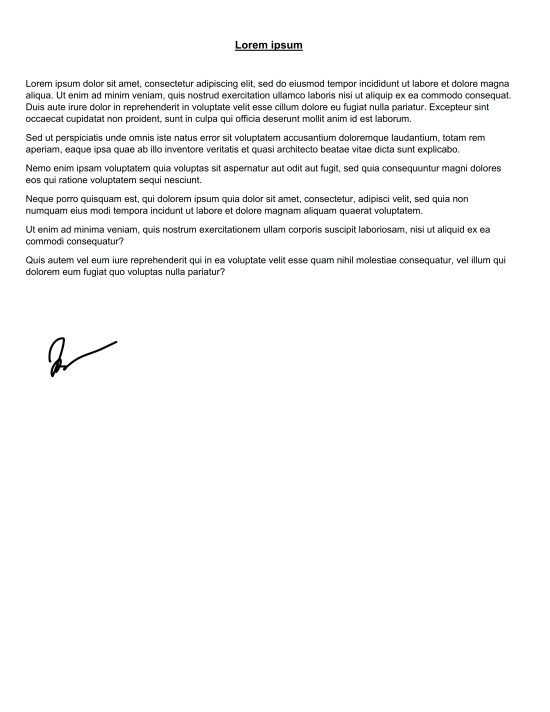 Lorem ipsum
Lorem ipsum dolor sit amet, consectetur adipiscing elit, sed do eiusmod tempor incididunt ut labore et dolore magna
aliqua. Ut enim ad minim veniam, quis nostrud exercitation ullamco laboris nisi ut aliquip ex ea commodo consequat.
Duis aute irure dolor in reprehenderit in voluptate velit esse cillum dolore eu fugiat nulla pariatur. Excepteur sint
occaecat cupidatat non proident, sunt in culpa qui officia deserunt mollit anim id est laborum.
Sed ut perspiciatis unde omnis iste natus error sit voluptatem accusantium doloremque laudantium, totam rem
aperiam, eaque ipsa quae ab illo inventore veritatis et quasi architecto beatae vitae dicta sunt explicabo.
Nemo enim ipsam voluptatem quia voluptas sit aspernatur aut odit aut fugit, sed quia consequuntur magni dolores
eos qui ratione voluptatem sequi nesciunt.
Neque porro quisquam est, qui dolorem ipsum quia dolor sit amet, consectetur, adipisci velit, sed quia non
numquam eius modi tempora incidunt ut labore et dolore magnam aliquam quaerat voluptatem.
Ut enim ad minima veniam, quis nostrum exercitationem ullam corporis suscipit laboriosam, nisi ut aliquid ex ea
commodi consequatur?
Quis autem vel eum iure reprehenderit qui in ea voluptate velit esse quam nihil molestiae consequatur, vel illum qui
dolorem eum fugiat quo voluptas nulla pariatur?